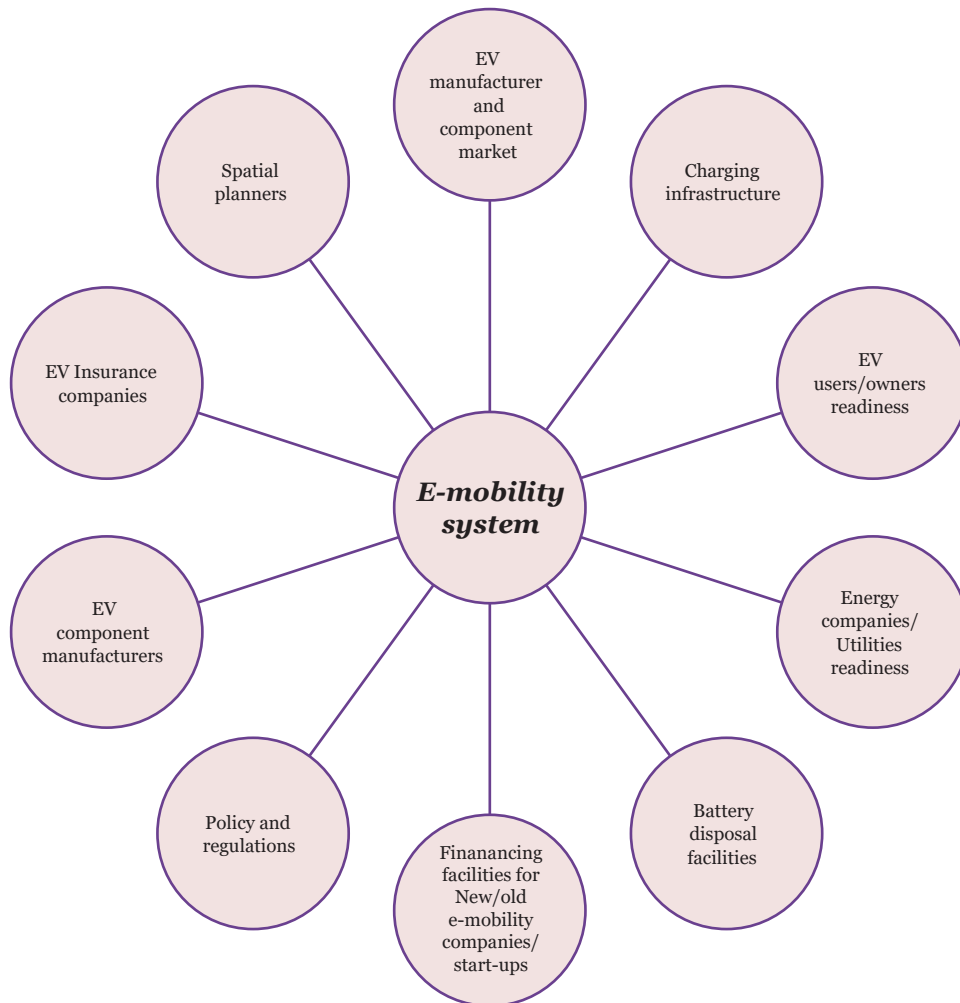 EV
manufacturer
and
component
market
Charging
infrastructure
EV
users/owners
readiness
Energy
companies/
Utilities
readiness
Battery
disposal
facilities
Finanancing
facilities for
New/old
e-mobility
companies/
start-ups
Policy and
regulations
EV
component
manufacturers
EV Insurance
companies
Spatial
planners
E-mobility
system